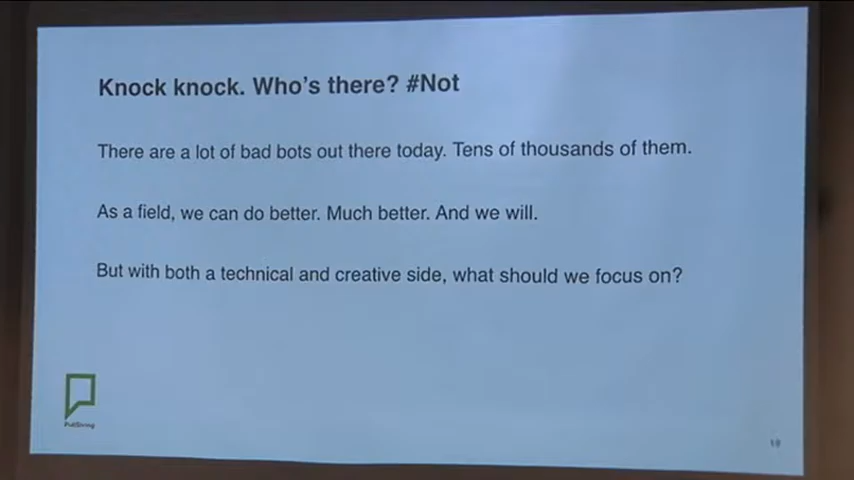 Knock knock. Who's there? #Not
There are a lot of bad bots out there today. Tens of thousands of them.
As a field, we can do better. Much better. And we will.
But with both a technical and creative side, what should we focus on?
PullString